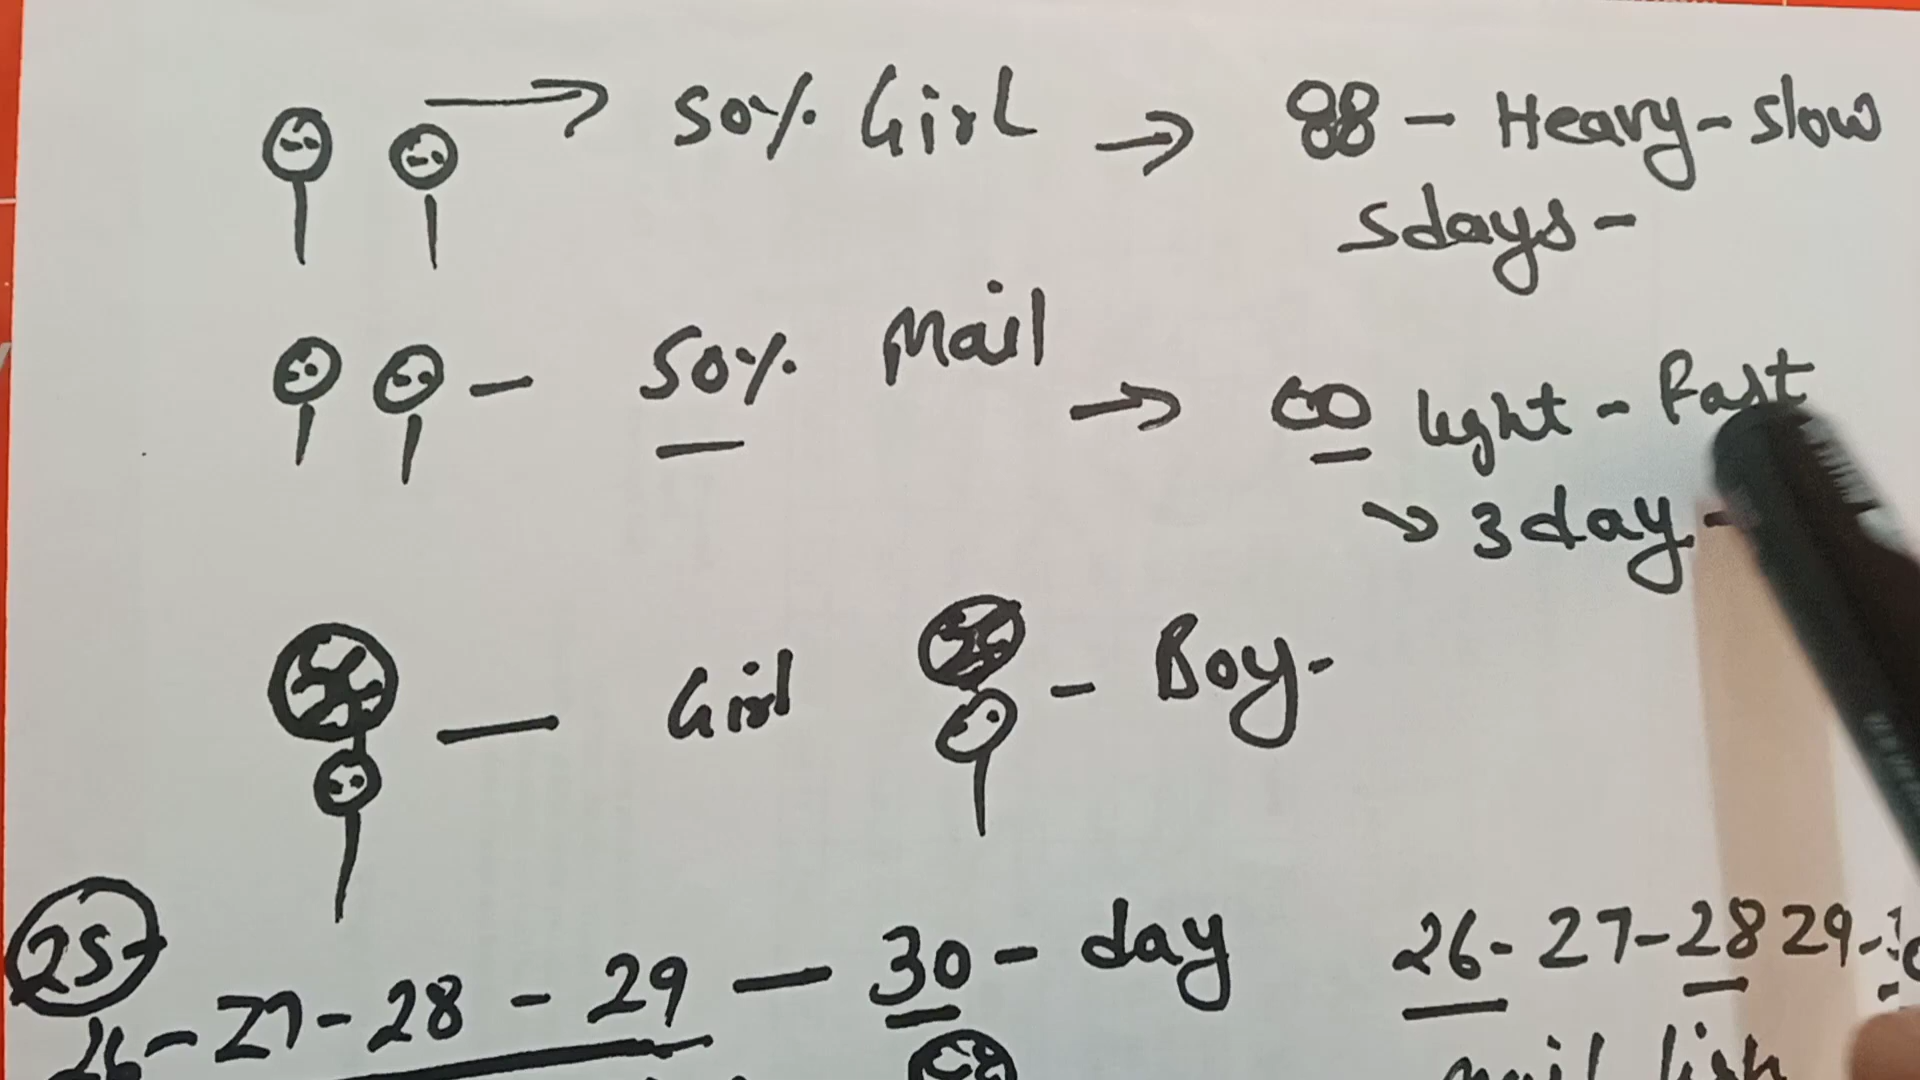 50% Girl → 88 - Heavy - slow
5days -
50% Mail → light - Fast
→ 3day -
Girl
- Boy -
25
26 - 27 - 28 - 29 - 30 - day
26 - 27 - 28 29 -
mail